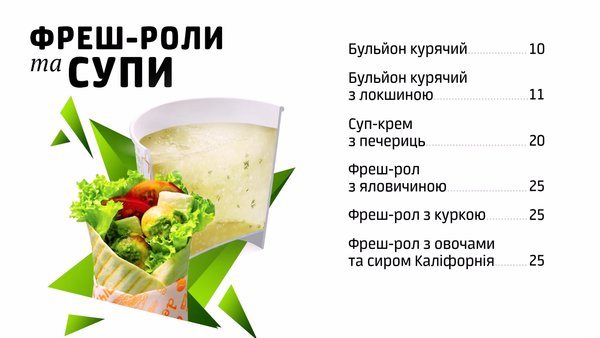 ФРЕШ-РОЛИ
та СУПИ
Бульйон курячий 10
Бульйон курячий
з локшиною 11
Суп-крем
з печериць 20
Фреш-рол
з яловичиною 25
Фреш-рол з куркою 25
Фреш-рол з овочами
та сиром Каліфорнія 25